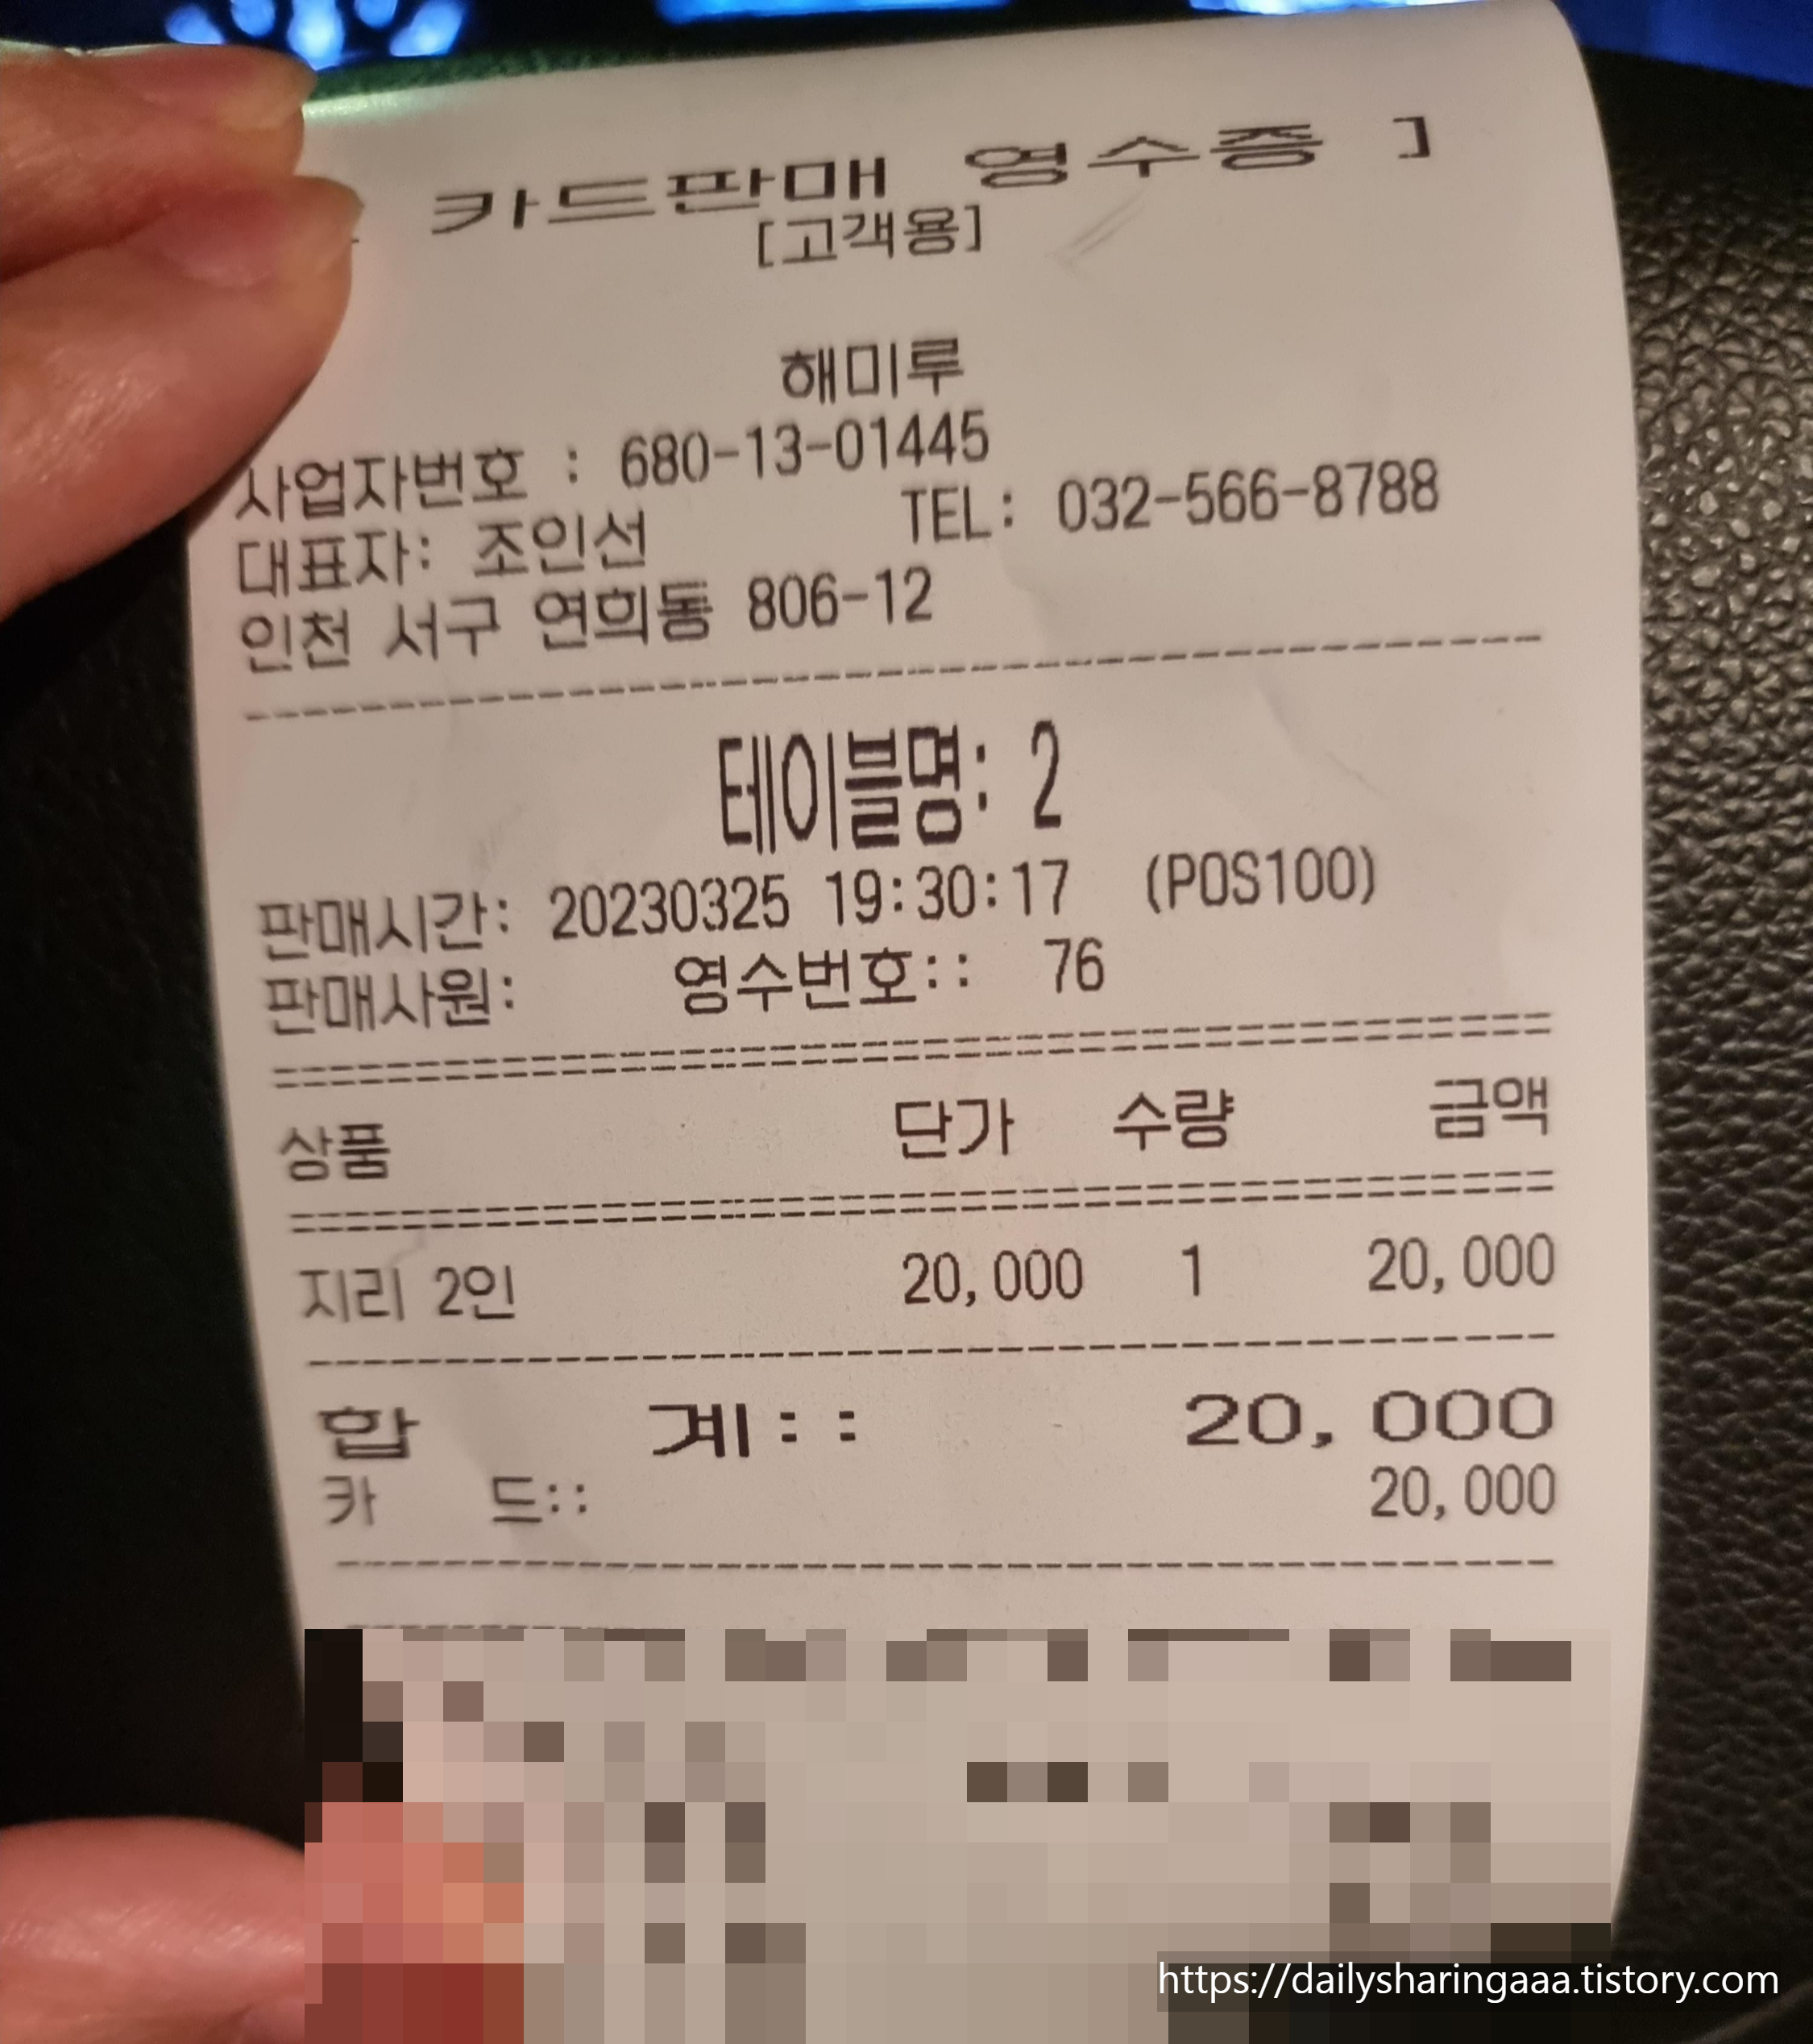 카드판매 영수증 ]
[고객용]
해미루
사업자번호 : 680-13-01445
대표자: 조인선 TEL: 032-566-8788
인천 서구 연희동 806-12
테이블명: 2
판매시간: 20230325 19:30:17 (POS100)
판매사원: 영수번호:: 76
상품 단가 수량 금액
지리 2인 20,000 1 20,000
합 계:: 20,000
카 드:: 20,000
https://dailysharingaaa.tistory.com